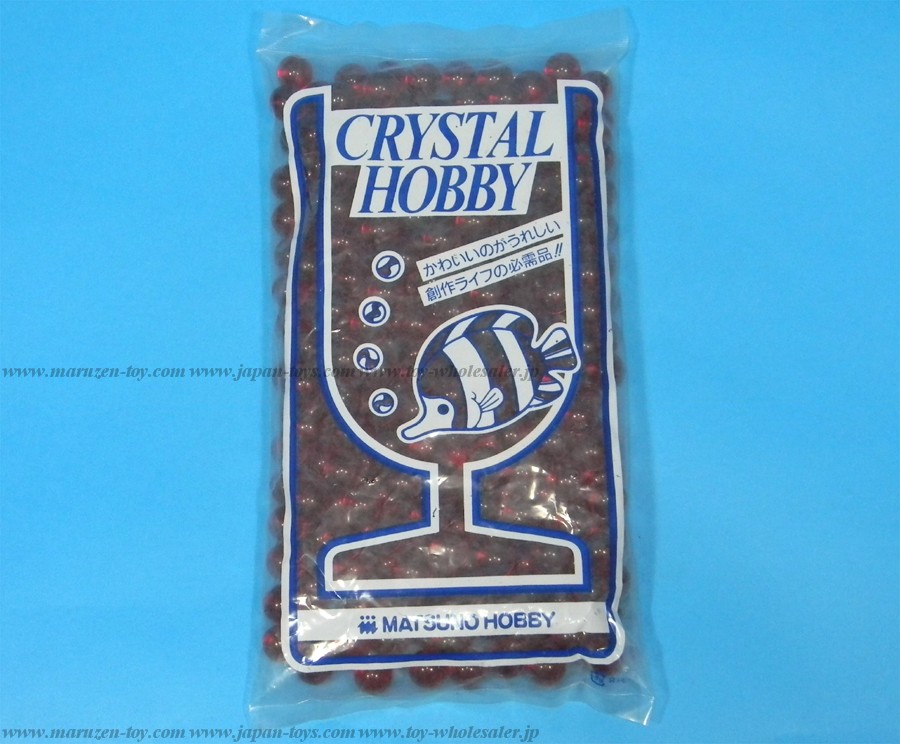 CRYSTAL
HOBBY
かわいいのがうれしい
創作ライフの必需品!!
www.maruzen-toy.com www.japan-toys.com www.toy-wholesaler.jp
MATSUNO HOBBY
www.maruzen-toy.com www.japan-toys.com www.toy-wholesaler.jp